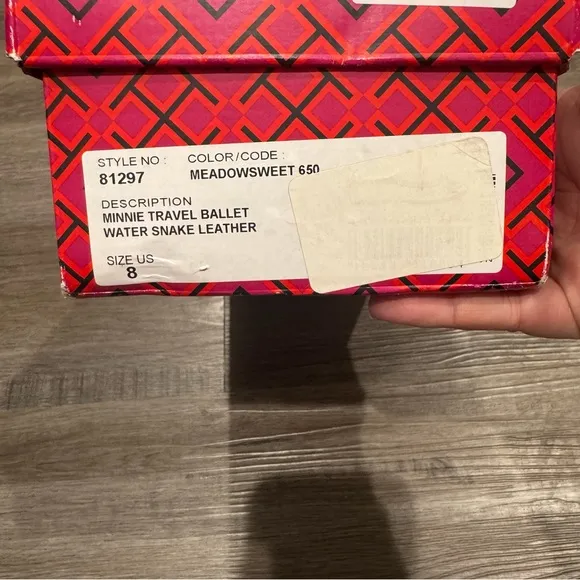 STYLE NO : COLOR/CODE :
81297 MEADOWSWEET 650
DESCRIPTION
MINNIE TRAVEL BALLET
WATER SNAKE LEATHER
SIZE US
8